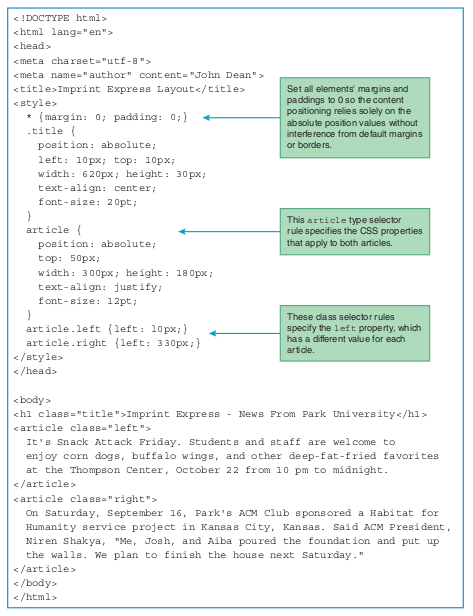 <!DOCTYPE html>
<html lang="en">
<head>
<meta charset="utf-8">
<meta name="author" content="John Dean">
<title>Imprint Express Layout</title>
<style>
* {margin: 0; padding: 0;}
.title {
position: absolute;
left: 10px; top: 10px;
width: 620px; height: 30px;
text-align: center;
font-size: 20pt;
}
article {
position: absolute;
top: 50px;
width: 300px; height: 180px;
text-align: justify;
font-size: 12pt;
}
article.left {left: 10px;}
article.right {left: 330px;}
</style>
</head>
Set all elements' margins and
paddings to 0 so the content
positioning relies solely on the
absolute position values without
interference from default margins
or borders.
This article type selector
rule specifies the CSS properties
that apply to both articles.
These class selector rules
specify the left property, which
has a different value for each
article.
<body>
<h1 class="title">Imprint Express - News From Park University</h1>
<article class="left">
It's Snack Attack Friday. Students and staff are welcome to
enjoy corn dogs, buffalo wings, and other deep-fat-fried favorites
at the Thompson Center, October 22 from 10 pm to midnight.
</article>
<article class="right">
On Saturday, September 16, Park's ACM Club sponsored a Habitat for
Humanity service project in Kansas City, Kansas. Said ACM President,
Niren Shakya, "Me, Josh, and Aiba poured the foundation and put up
the walls. We plan to finish the house next Saturday."
</article>
</body>
</html>